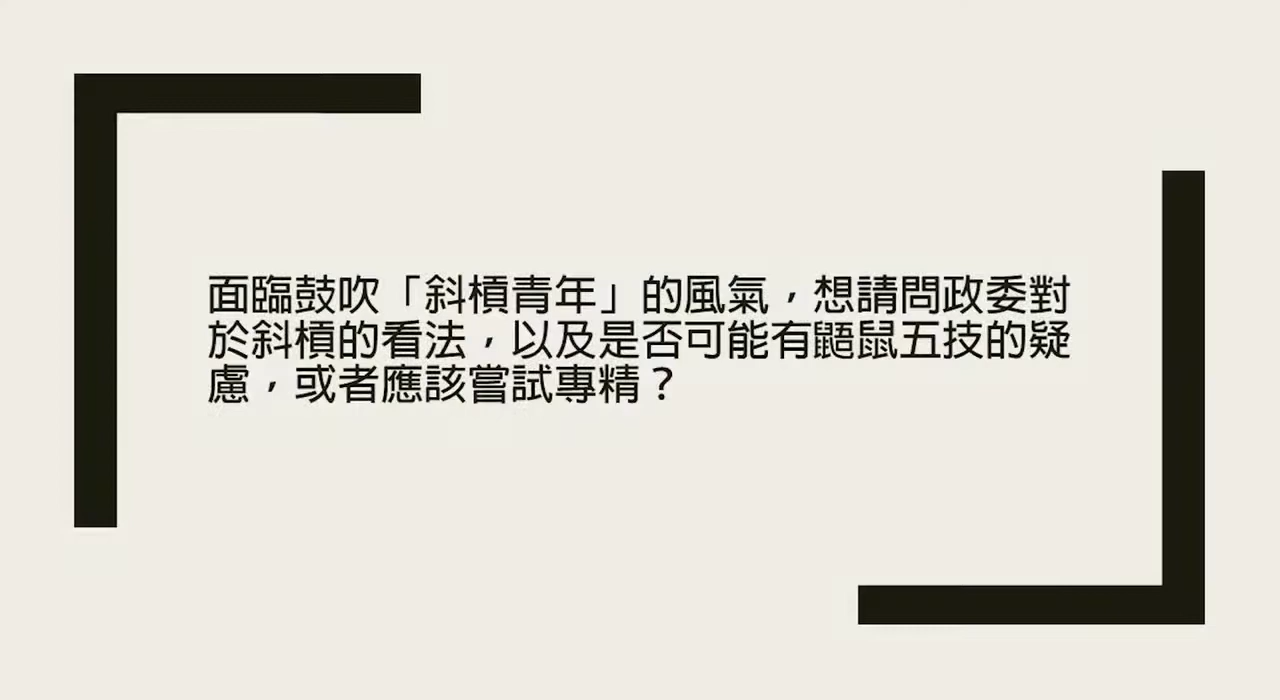 面臨鼓吹「斜槓青年」的風氣，想請問政委對
於斜槓的看法，以及是否可能有鼯鼠五技的疑
慮，或者應該嘗試專精？